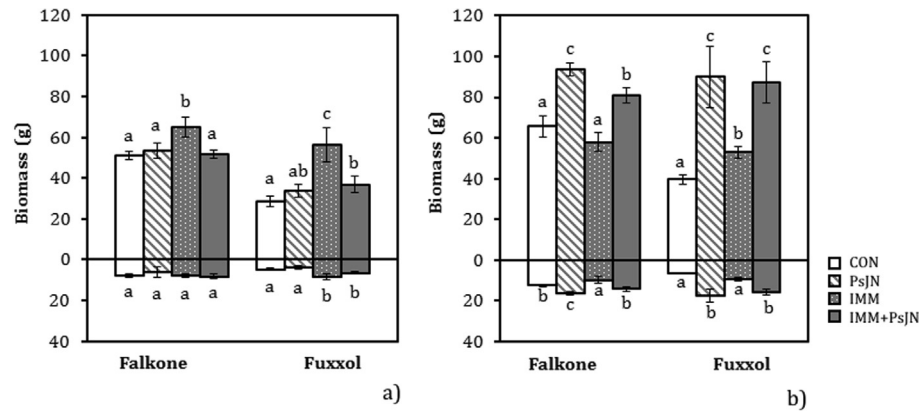 120
100
80
60
40
20
0
20
40
Biomass (g)
a a b a
a ab c b
a a a a
a a b b
Falkone Fuxxol
a)
120
100
80
60
40
20
0
20
40
Biomass (g)
a c a b
a c b c
b c a b
a b a b
Falkone Fuxxol
b)
CON
PsJN
IMM
IMM+PsJN